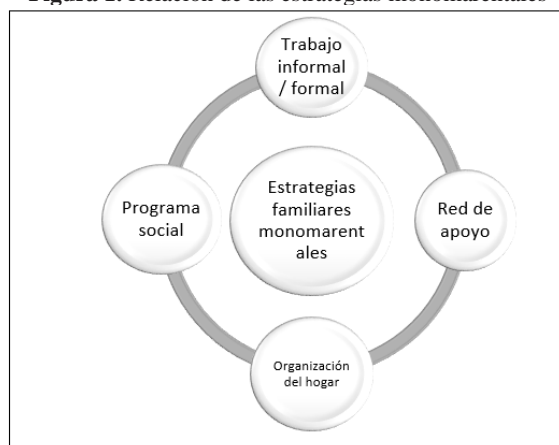 Figura 1. Relación de las estrategias monomarentales
Trabajo
informal
/ formal
Programa
social
Estrategias
familiares
monomarent
ales
Red de
apoyo
Organización
del hogar